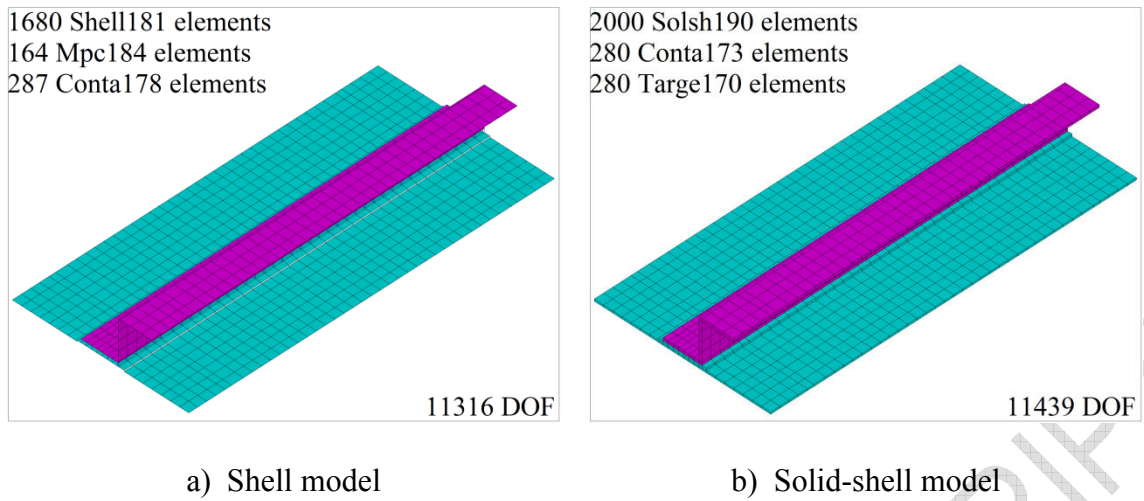 1680 Shell181 elements
164 Mpc184 elements
287 Conta178 elements
11316 DOF
2000 Solsh190 elements
280 Conta173 elements
280 Targe170 elements
11439 DOF
a) Shell model
b) Solid-shell model